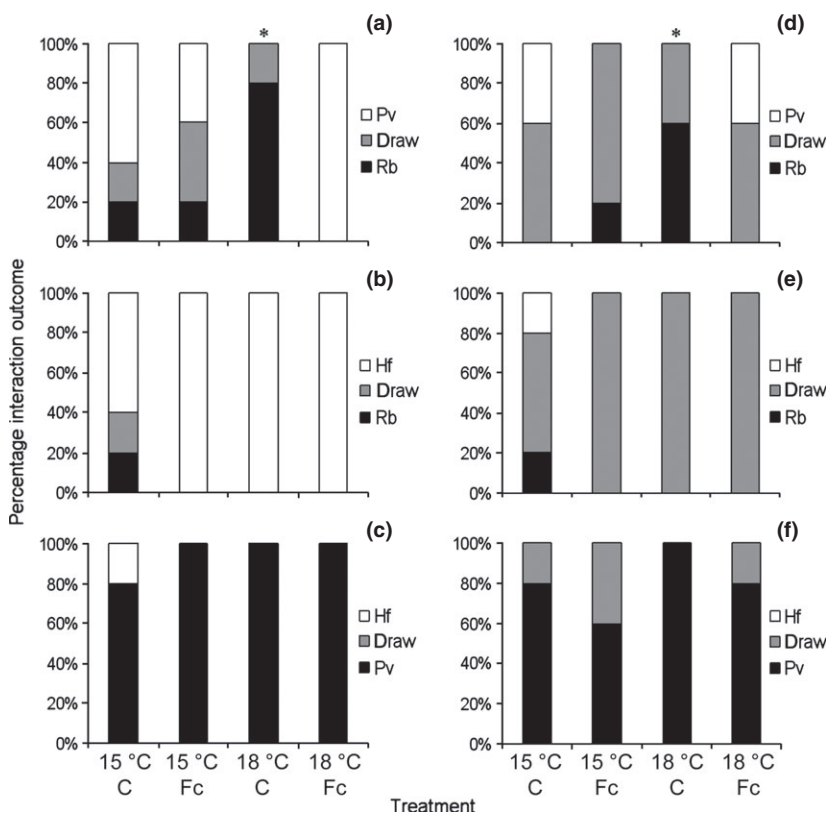 Percentage interaction outcome
(a)
*
100%
80%
60%
40%
20%
0%
Pv
Draw
Rb
(d)
*
100%
80%
60%
40%
20%
0%
Pv
Draw
Rb
(b)
100%
80%
60%
40%
20%
0%
Hf
Draw
Rb
(e)
100%
80%
60%
40%
20%
0%
Hf
Draw
Rb
(c)
100%
80%
60%
40%
20%
0%
Hf
Draw
Pv
15 °C 15 °C 18 °C 18 °C
C Fc C Fc
(f)
100%
80%
60%
40%
20%
0%
Hf
Draw
Pv
15 °C 15 °C 18 °C 18 °C
C Fc C Fc
Treatment